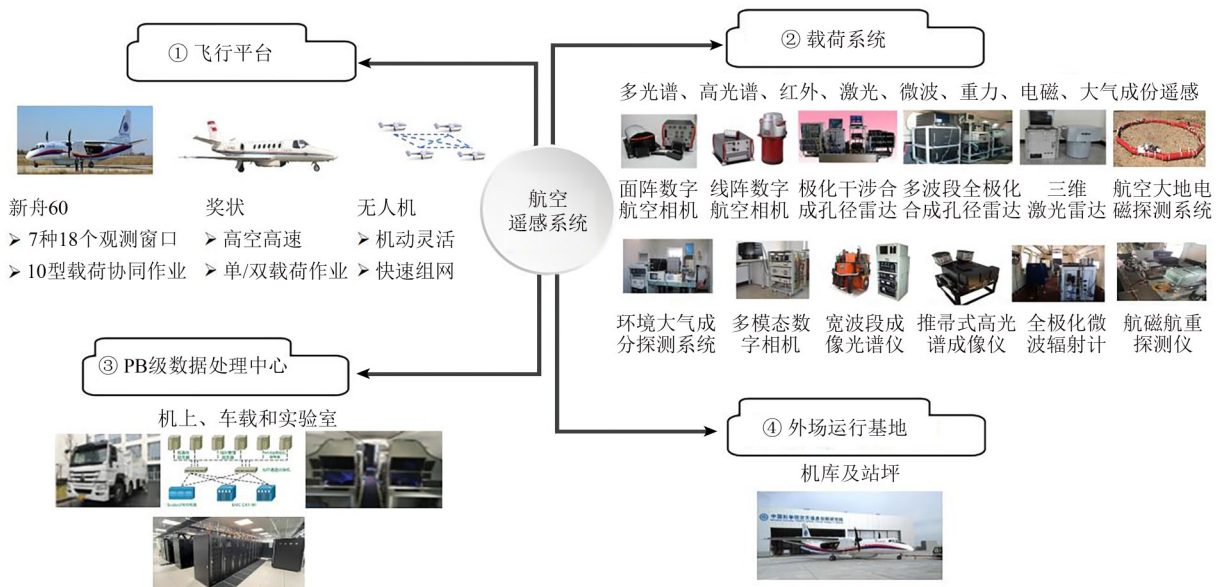 ① 飞行平台
新舟60
➢ 7种18个观测窗口
➢ 10型载荷协同作业
奖状
➢ 高空高速
➢ 单/双载荷作业
无人机
➢ 机动灵活
➢ 快速组网
航空
遥感系统
② 载荷系统
多光谱、高光谱、红外、激光、微波、重力、电磁、大气成份遥感
面阵数字
航空相机
线阵数字
航空相机
极化干涉合
成孔径雷达
多波段全极化
合成孔径雷达
三维
激光雷达
航空大地电
磁探测系统
环境大气成
分探测系统
多模态数
字相机
宽波段成
像光谱仪
推帚式高光
谱成像仪
全极化微
波辐射计
航磁航重
探测仪
③ PB级数据处理中心
机上、车载和实验室
④ 外场运行基地
机库及站坪